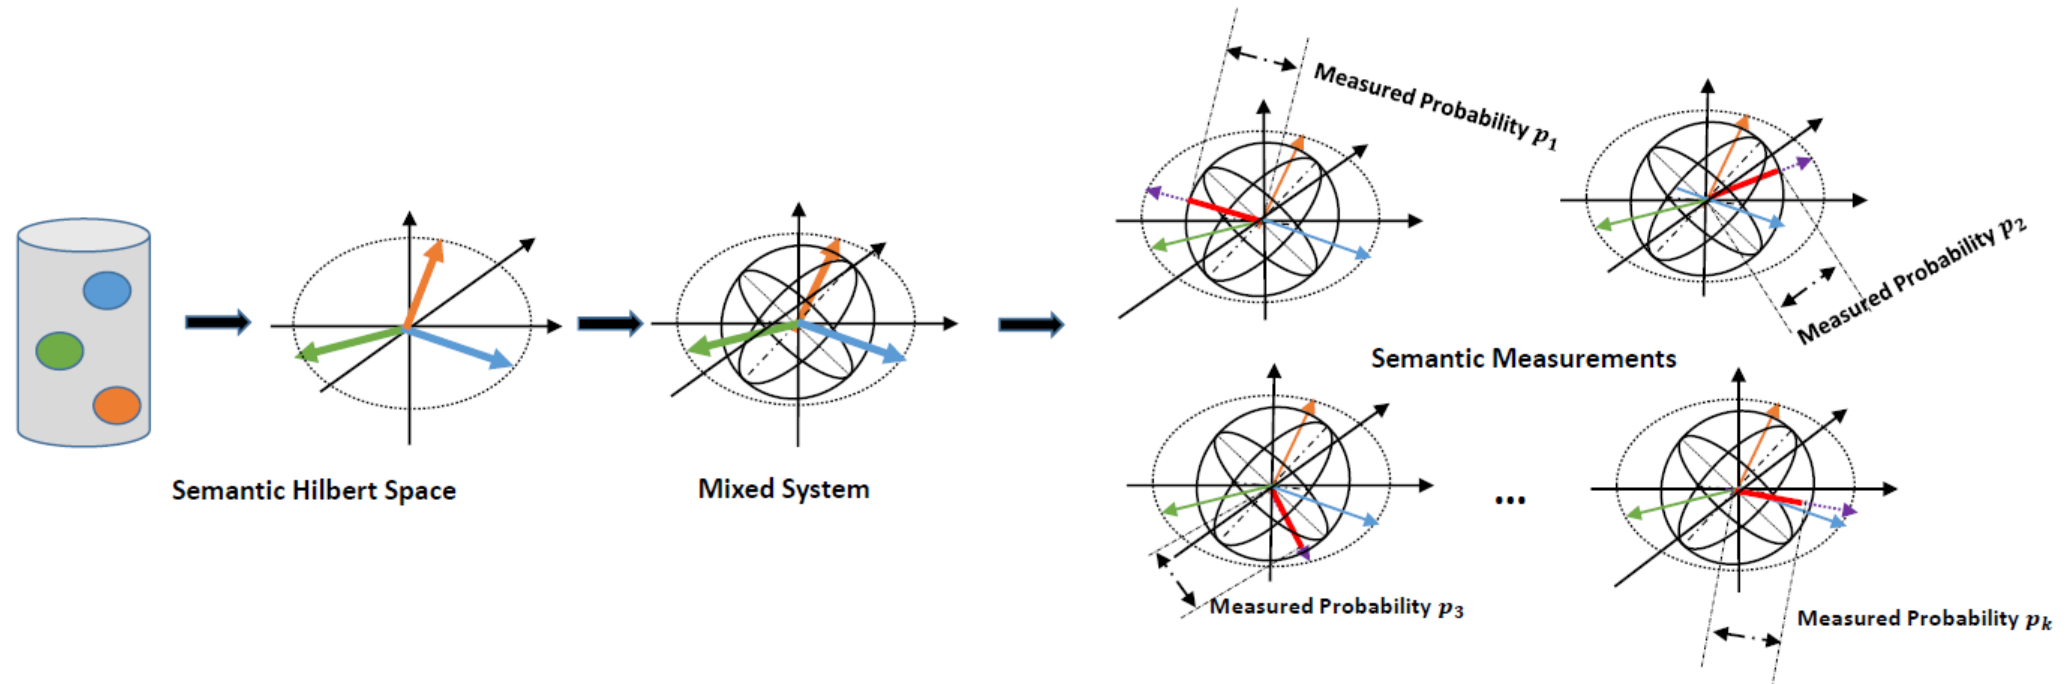 Measured Probability p₁
Measured Probability p₂
Semantic Measurements
Semantic Hilbert Space
Mixed System
...
Measured Probability p₃
Measured Probability pₖ